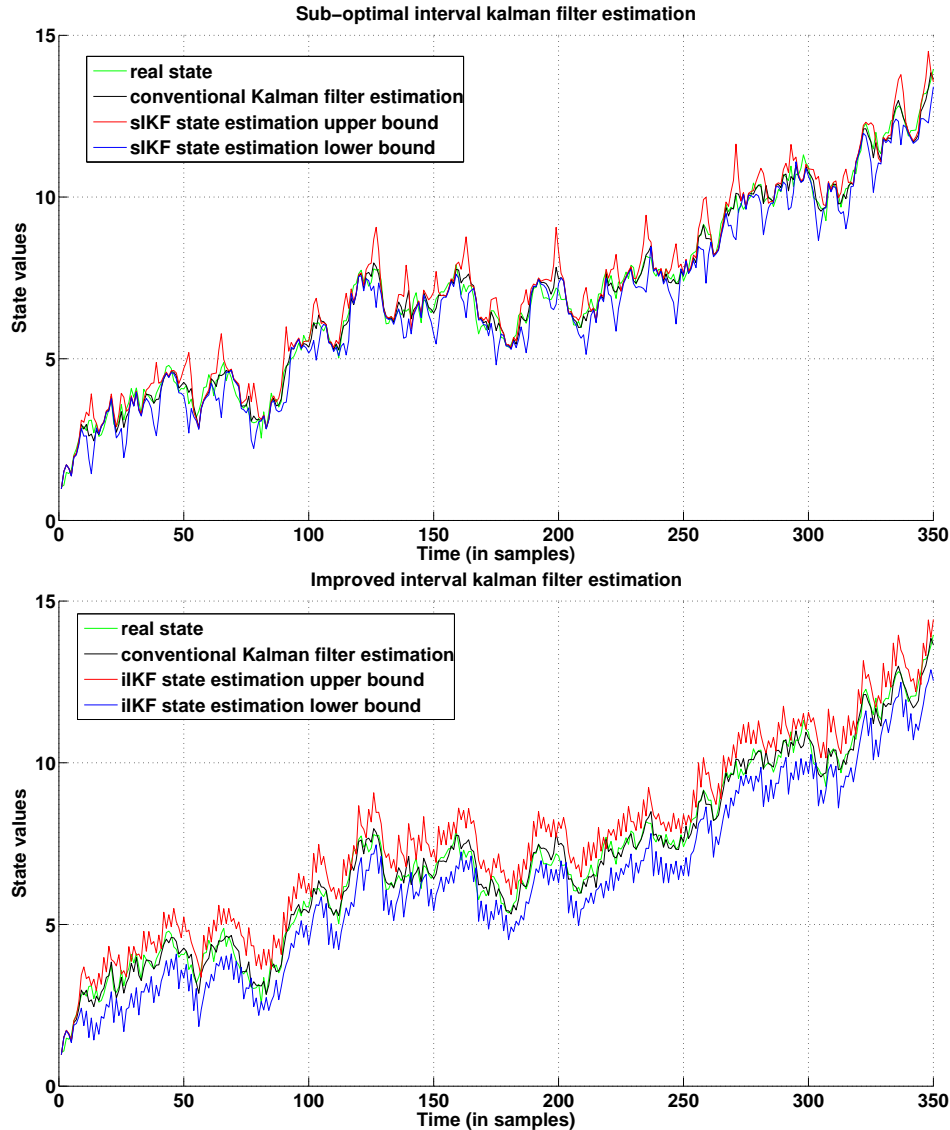 Sub-optimal interval kalman filter estimation
15
real state
conventional Kalman filter estimation
sIKF state estimation upper bound
sIKF state estimation lower bound
10
State values
5
0
0 50 100 150 200 250 300 350
Time (in samples)
Improved interval kalman filter estimation
15
real state
conventional Kalman filter estimation
iIKF state estimation upper bound
iIKF state estimation lower bound
10
State values
5
0
0 50 100 150 200 250 300 350
Time (in samples)